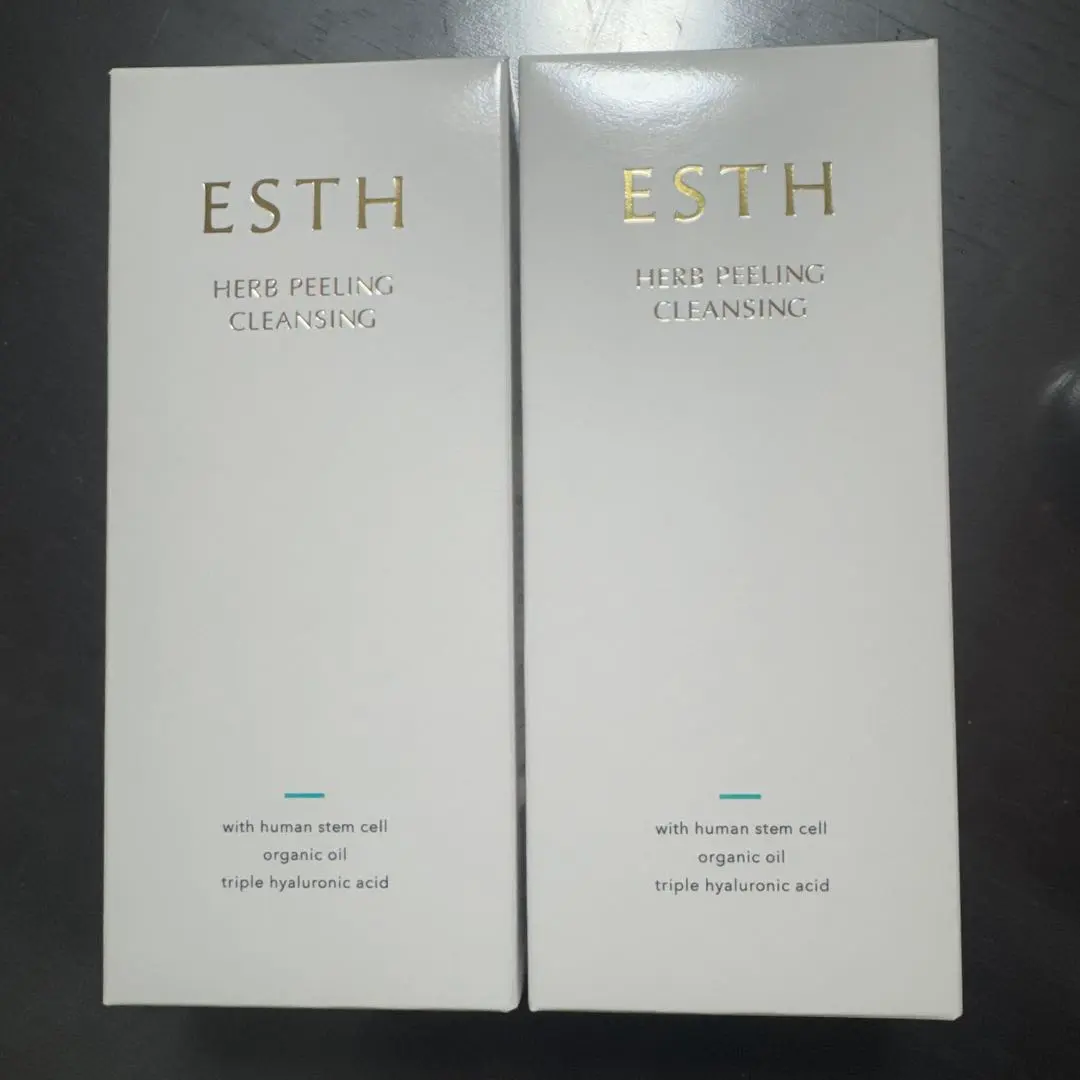 ESTH
HERB PEELING
CLEANSING
with human stem cell
organic oil
triple hyaluronic acid
ESTH
HERB PEELING
CLEANSING
with human stem cell
organic oil
triple hyaluronic acid